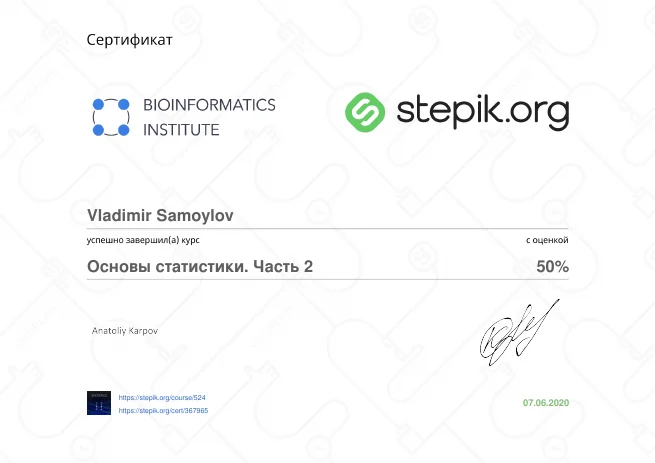 Сертификат
BIOINFORMATICS
INSTITUTE
stepik.org
Vladimir Samoylov
успешно завершил(а) курс
с оценкой
Основы статистики. Часть 2
50%
Anatoliy Karpov
https://stepik.org/course/524
https://stepik.org/cert/367965
07.06.2020